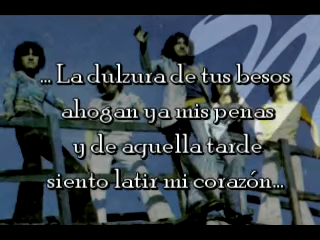 ... La dulzura de tus besos
ahogan ya mis penas
y de aquella tarde
siento latir mi corazón...